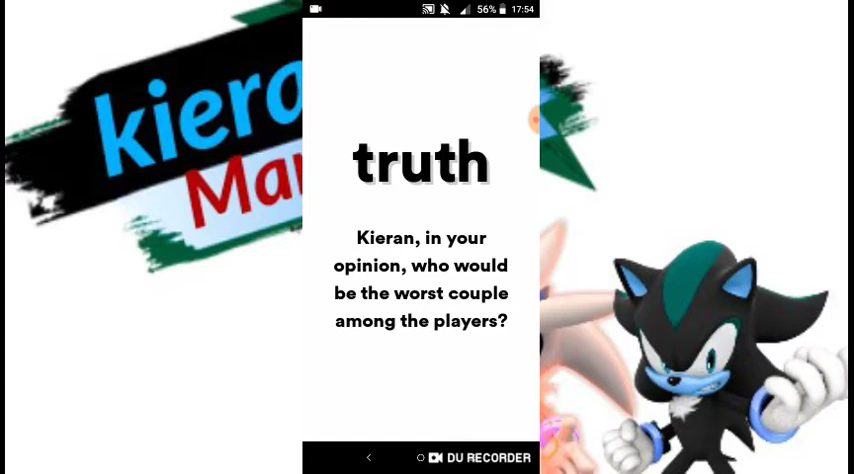 56% 17:54
kiera
Mar
truth
Kieran, in your
opinion, who would
be the worst couple
among the players?
DU RECORDER